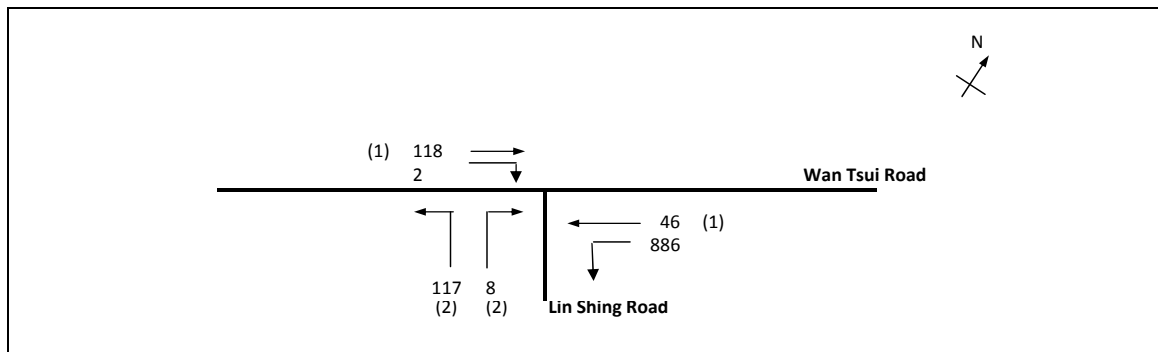 N
(1) 118
2
Wan Tsui Road
46 (1)
886
117 8
(2) (2)
Lin Shing Road